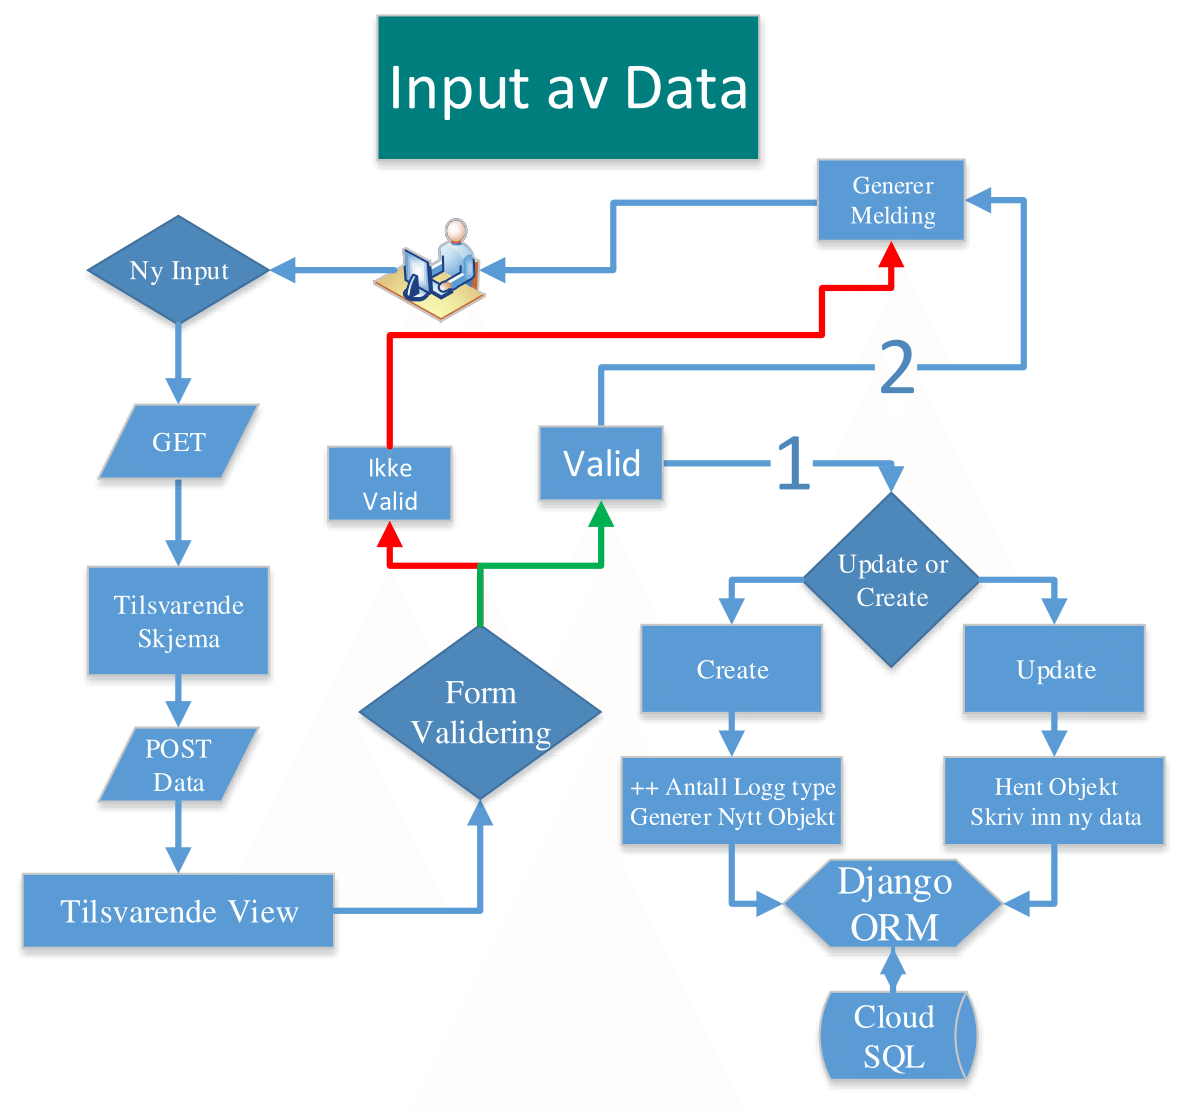 Input av Data
Generer
Melding
Ny Input
2
GET
Ikke
Valid
Valid
1
Update or
Create
Tilsvarende
Skjema
Create
Update
Form
Validering
POST
Data
++ Antall Logg type
Generer Nytt Objekt
Hent Objekt
Skriv inn ny data
Tilsvarende View
Django
ORM
Cloud
SQL